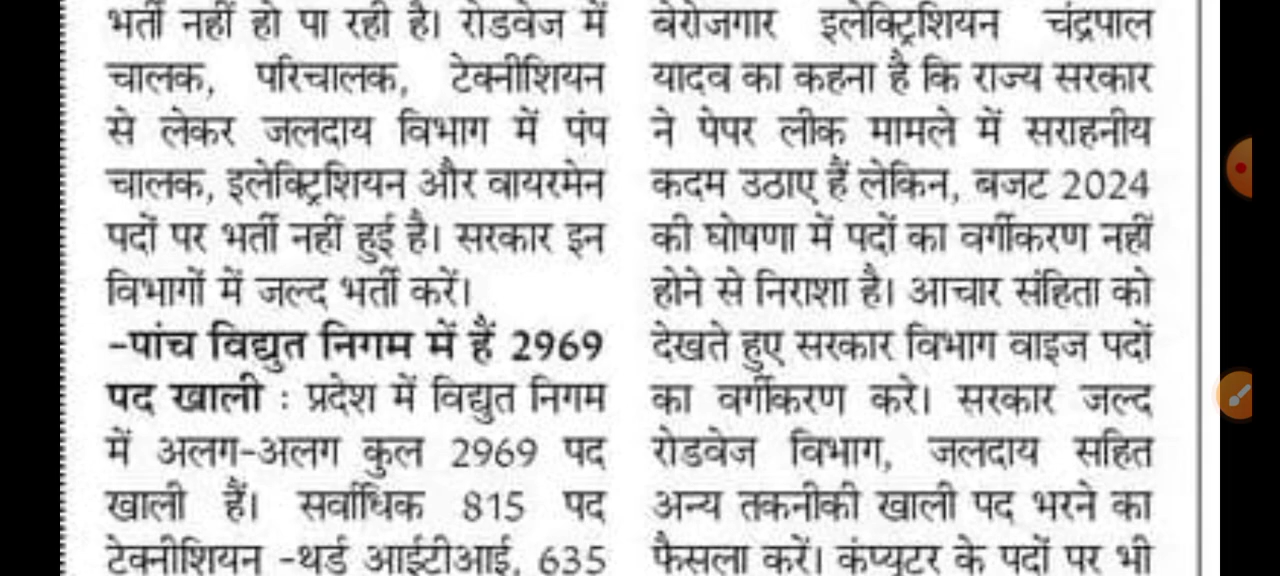 भर्ती नहीं हो पा रही है। रोडवेज में
चालक, परिचालक, टेक्नीशियन
से लेकर जलदाय विभाग में पंप
चालक, इलेक्ट्रिशियन और वायरमेन
पदों पर भर्ती नहीं हुई है। सरकार इन
विभागों में जल्द भर्ती करें।
-पांच विद्युत निगम में हैं 2969
पद खाली : प्रदेश में विद्युत निगम
में अलग-अलग कुल 2969 पद
खाली हैं। सर्वाधिक 815 पद
टेक्नीशियन -थर्ड आईटीआई, 635
बेरोजगार इलेक्ट्रिशियन चंद्रपाल
यादव का कहना है कि राज्य सरकार
ने पेपर लीक मामले में सराहनीय
कदम उठाए हैं लेकिन, बजट 2024
की घोषणा में पदों का वर्गीकरण नहीं
होने से निराशा है। आचार संहिता को
देखते हुए सरकार विभाग वाइज पदों
का वर्गीकरण करे। सरकार जल्द
रोडवेज विभाग, जलदाय सहित
अन्य तकनीकी खाली पद भरने का
फैसला करें। कंप्यूटर के पदों पर भी